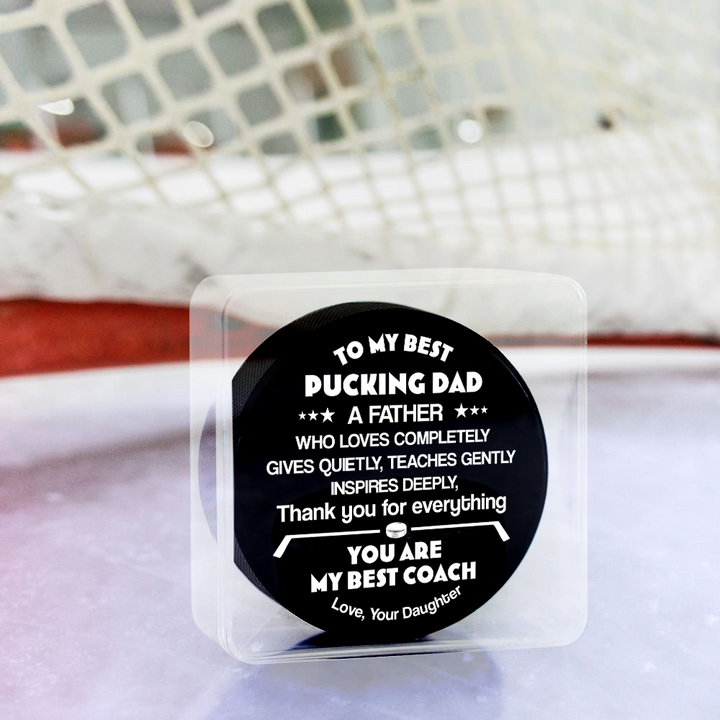 TO MY BEST
PUCKING DAD
★★★ A FATHER ★★★
WHO LOVES COMPLETELY
GIVES QUIETLY, TEACHES GENTLY
INSPIRES DEEPLY,
Thank you for everything
YOU ARE
MY BEST COACH
Love, Your Daughter